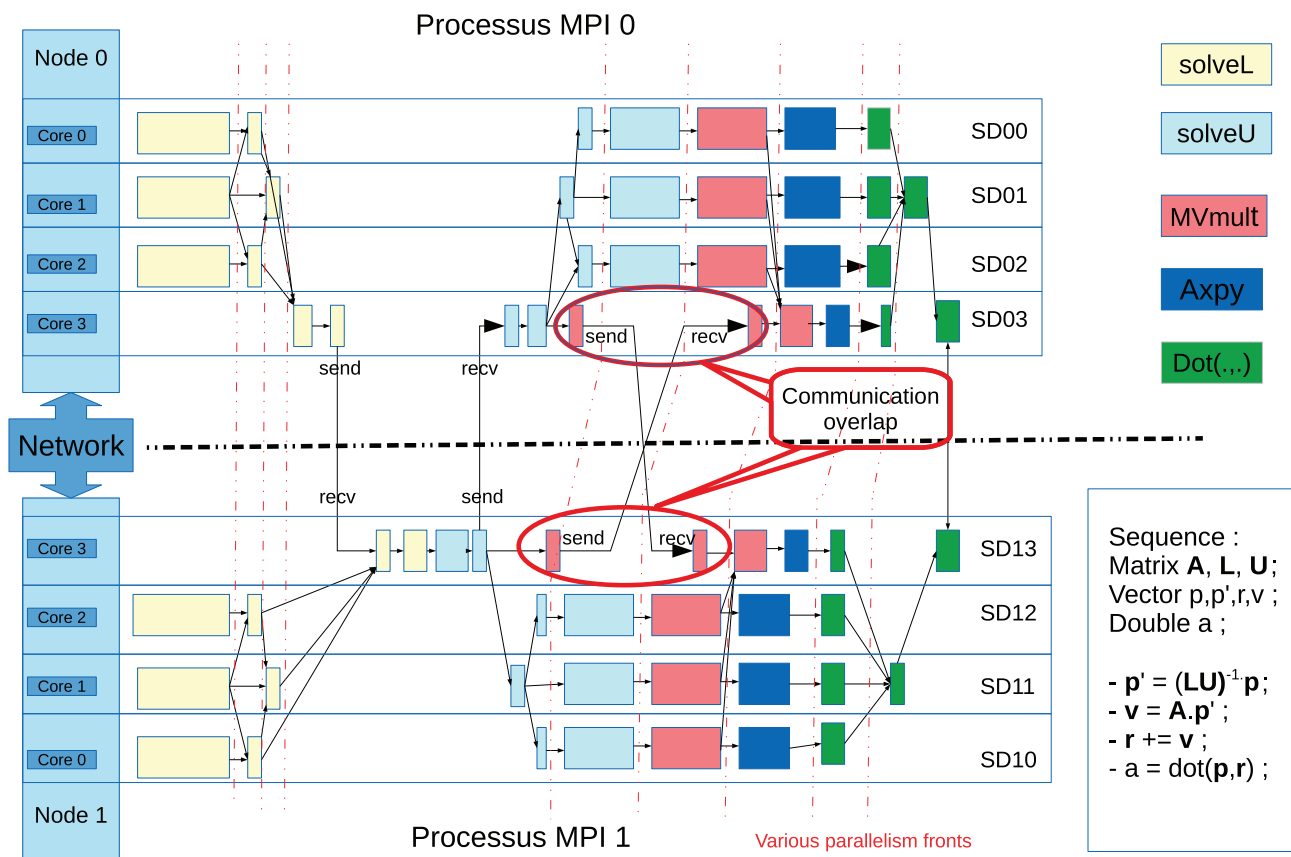 Processus MPI 0
Node 0
solveL
Core 0
SD00
solveU
Core 1
SD01
MVmult
Core 2
SD02
Axpy
Core 3
SD03
send
recv
send
recv
Dot(.,.)
Communication
overlap
Network
recv
send
Core 3
send
recv
SD13
Core 2
SD12
Core 1
SD11
Core 0
SD10
Node 1
Processus MPI 1
Various parallelism fronts
Sequence :
Matrix A, L, U;
Vector p,p',r,v ;
Double a ;
- p' = (LU)-1.p;
- v = A.p' ;
- r += v ;
- a = dot(p,r) ;